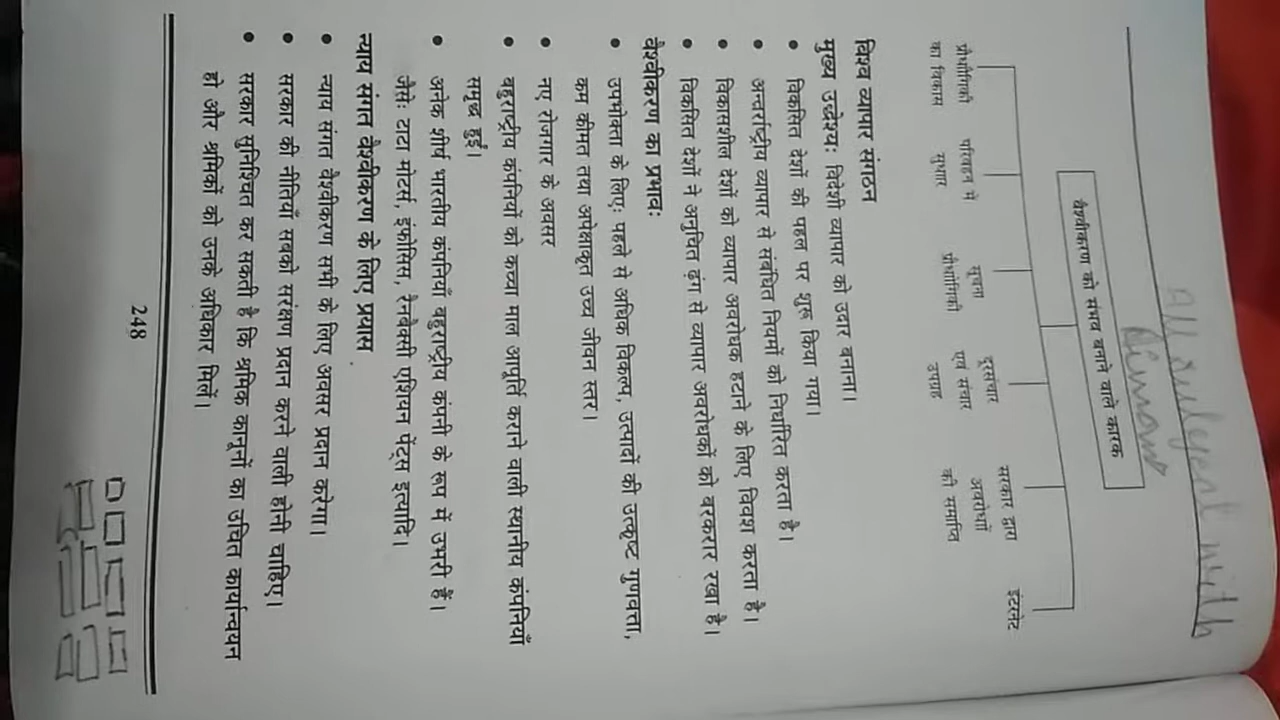 All
with
वैश्वीकरण को संभव बनाने वाले कारक
प्रौद्योगिकी का विकास
परिवहन में सुधार
सूचना प्रौद्योगिकी
दूरसंचार एवं संचार उपग्रह
सरकार द्वारा अवरोधों की समाप्ति
इंटरनेट
विश्व व्यापार संगठन
मुख्य उद्देश्य: विदेशी व्यापार को उदार बनाना।
• विकसित देशों की पहल पर शुरू किया गया।
• अन्तर्राष्ट्रीय व्यापार से संबंधित नियमों को निर्धारित करता है।
• विकासशील देशों को व्यापार अवरोधक हटाने के लिए विवश करता है।
• विकसित देशों ने अनुचित ढ़ंग से व्यापार अवरोधकों को बरकरार रखा है।
वैश्वीकरण का प्रभाव:
• उपभोक्ता के लिए: पहले से अधिक विकल्प, उत्पादों की उत्कृष्ट गुणवत्ता,
कम कीमत तथा अपेक्षाकृत उच्च जीवन स्तर।
• नए रोजगार के अवसर
• बहुराष्ट्रीय कंपनियों को कच्चा माल आपूर्ति कराने वाली स्थानीय कंपनियाँ
समृद्ध हुईं।
• अनेक शीर्ष भारतीय कंपनियाँ बहुराष्ट्रीय कंपनी के रूप में उभरी हैं।
जैसे: टाटा मोटर्स, इंफोसिस, रैनबैक्सी एशियन पेंट्स इत्यादि।
न्याय संगत वैश्वीकरण के लिए प्रयास
• न्याय संगत वैश्वीकरण सभी के लिए अवसर प्रदान करेगा।
• सरकार की नीतियाँ सबको संरक्षण प्रदान करने वाली होनी चाहिए।
• सरकार सुनिश्चित कर सकती है कि श्रमिक कानूनों का उचित कार्यान्वयन
हो और श्रमिकों को उनके अधिकार मिलें।
248